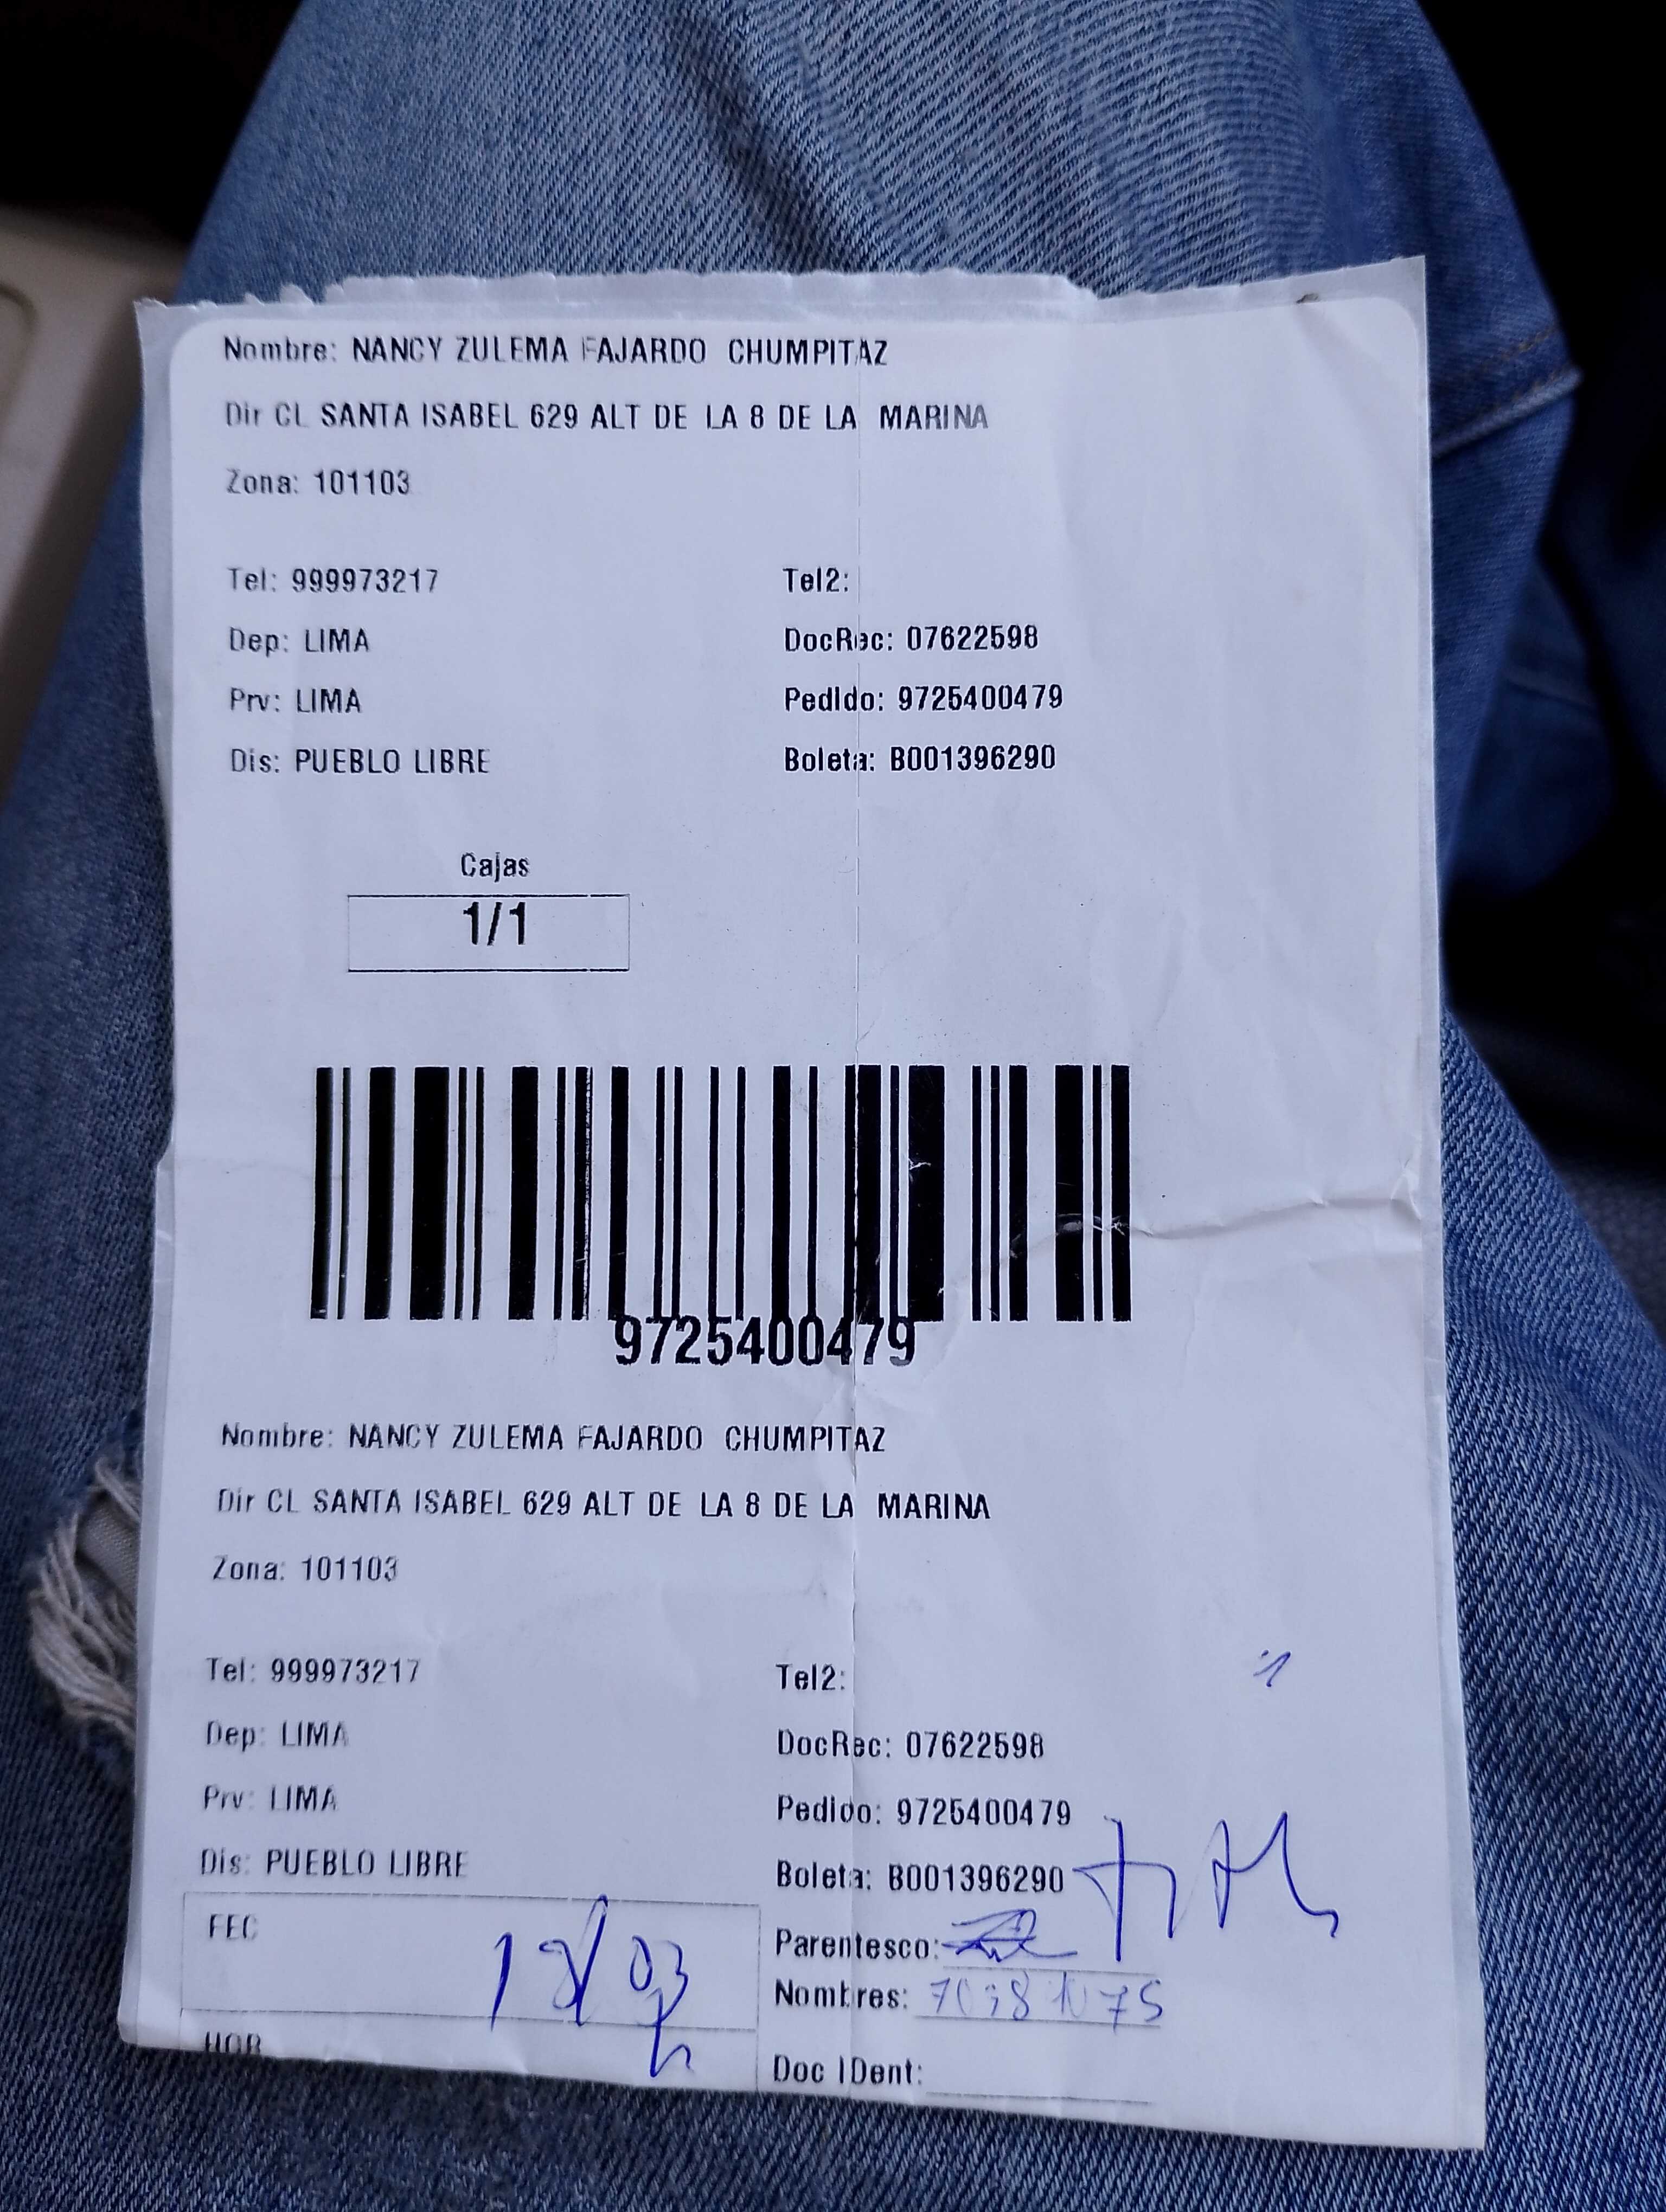 Nombre: NANCY ZULEMA FAJARDO CHUMPITAZ
Dir CL SANTA ISABEL 629 ALT DE LA 8 DE LA MARINA
Zona: 101103
Tel: 999973217 Tel2:
Dep: LIMA DocRec: 07622598
Prv: LIMA Pedido: 9725400479
Dis: PUEBLO LIBRE Boleta: B001396290
Cajas
1/1
9725400479
Nombre: NANCY ZULEMA FAJARDO CHUMPITAZ
Dir CL SANTA ISABEL 629 ALT DE LA 8 DE LA MARINA
Zona: 101103
Tel: 999973217 Tel2:
Dep: LIMA DocRec: 07622598
Prv: LIMA Pedido: 9725400479
Dis: PUEBLO LIBRE Boleta: B001396290
FEC 18/03 Parentesco:
Nombres:
HOR Doc IDent: